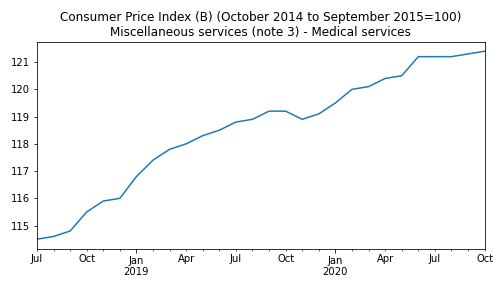 Consumer Price Index (B) (October 2014 to September 2015=100)
Miscellaneous services (note 3) - Medical services
121
120
119
118
117
116
115
Jul
Oct
Jan
2019
Apr
Jul
Oct
Jan
2020
Apr
Jul
Oct